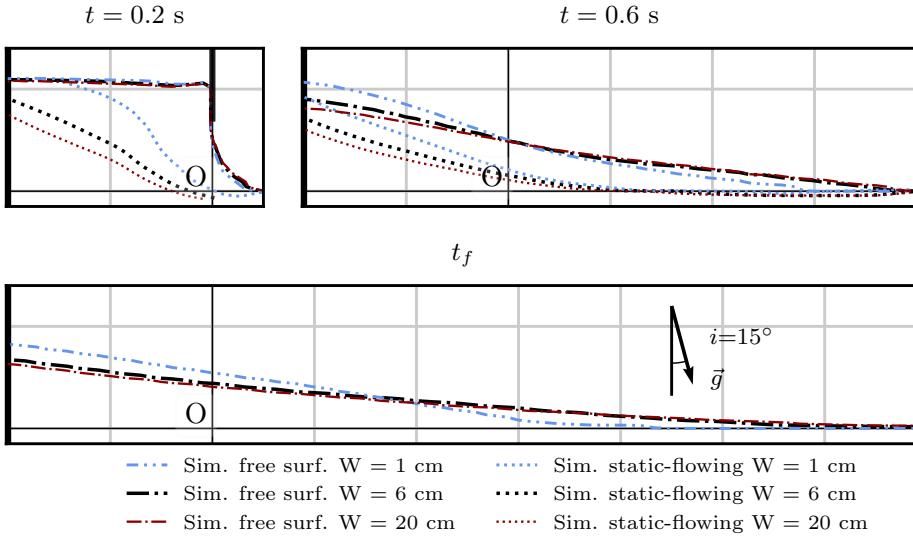 t = 0.2 s
t = 0.6 s
O
O
t_f
i=15°
g⃗
O
Sim. free surf. W = 1 cm
Sim. static-flowing W = 1 cm
Sim. free surf. W = 6 cm
Sim. static-flowing W = 6 cm
Sim. free surf. W = 20 cm
Sim. static-flowing W = 20 cm